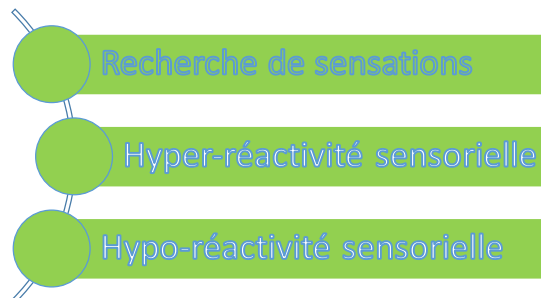 Recherche de sensations
Hyper-réactivité sensorielle
Hypo-réactivité sensorielle